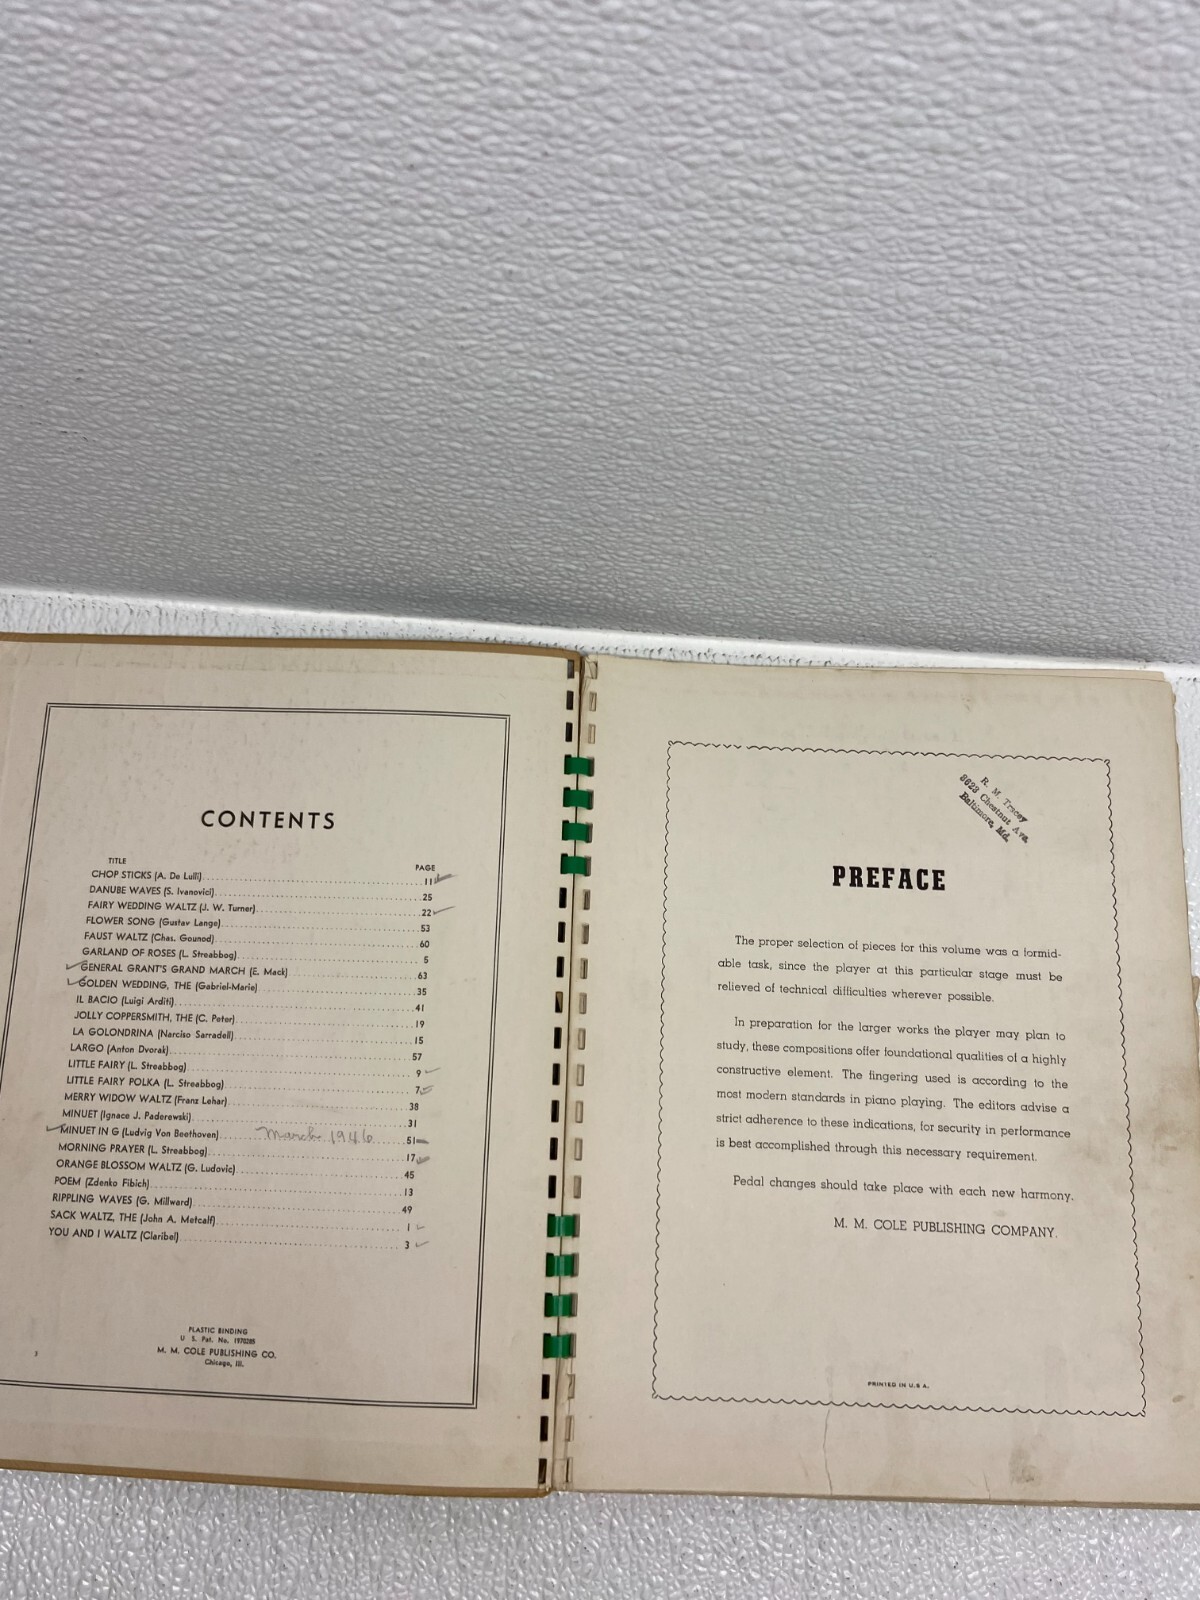 CONTENTS
TITLE PAGE
CHOP STICKS (A. De Lulli) 11
DANUBE WAVES (S. Ivanovici) 25
FAIRY WEDDING WALTZ (J. W. Turner) 22
FLOWER SONG (Gustav Lange) 53
FAUST WALTZ (Chas. Gounod) 60
GARLAND OF ROSES (L. Streabbog) 5
GENERAL GRANT'S GRAND MARCH (E. Mack) 63
GOLDEN WEDDING, THE (Gabriel-Marie) 35
IL BACIO (Luigi Arditi) 41
JOLLY COPPERSMITH, THE (C. Peter) 19
LA GOLONDRINA (Narciso Sarradell) 15
LARGO (Anton Dvorak) 57
LITTLE FAIRY (L. Streabbog) 9
LITTLE FAIRY POLKA (L. Streabbog) 7
MERRY WIDOW WALTZ (Franz Lehar) 38
MINUET (Ignace J. Paderewski) 31
MINUET IN G (Ludvig Von Beethoven) March 1946 51
MORNING PRAYER (L. Streabbog) 17
ORANGE BLOSSOM WALTZ (G. Ludovic) 45
POEM (Zdenko Fibich) 13
RIPPLING WAVES (G. Millward) 49
SACK WALTZ, THE (John A. Metcalf) 1
YOU AND I WALTZ (Claribel) 3
PLASTIC BINDING
U. S. Pat. No. 1970285
M. M. COLE PUBLISHING CO.
Chicago, Ill.
3
R. M. Tracey
8623 Chestnut Ave.
Baltimore, Md.
PREFACE
The proper selection of pieces for this volume was a formid-
able task, since the player at this particular stage must be
relieved of technical difficulties wherever possible.
In preparation for the larger works the player may plan to
study, these compositions offer foundational qualities of a highly
constructive element. The fingering used is according to the
most modern standards in piano playing. The editors advise a
strict adherence to these indications, for security in performance
is best accomplished through this necessary requirement.
Pedal changes should take place with each new harmony.
M. M. COLE PUBLISHING COMPANY.
PRINTED IN U.S.A.